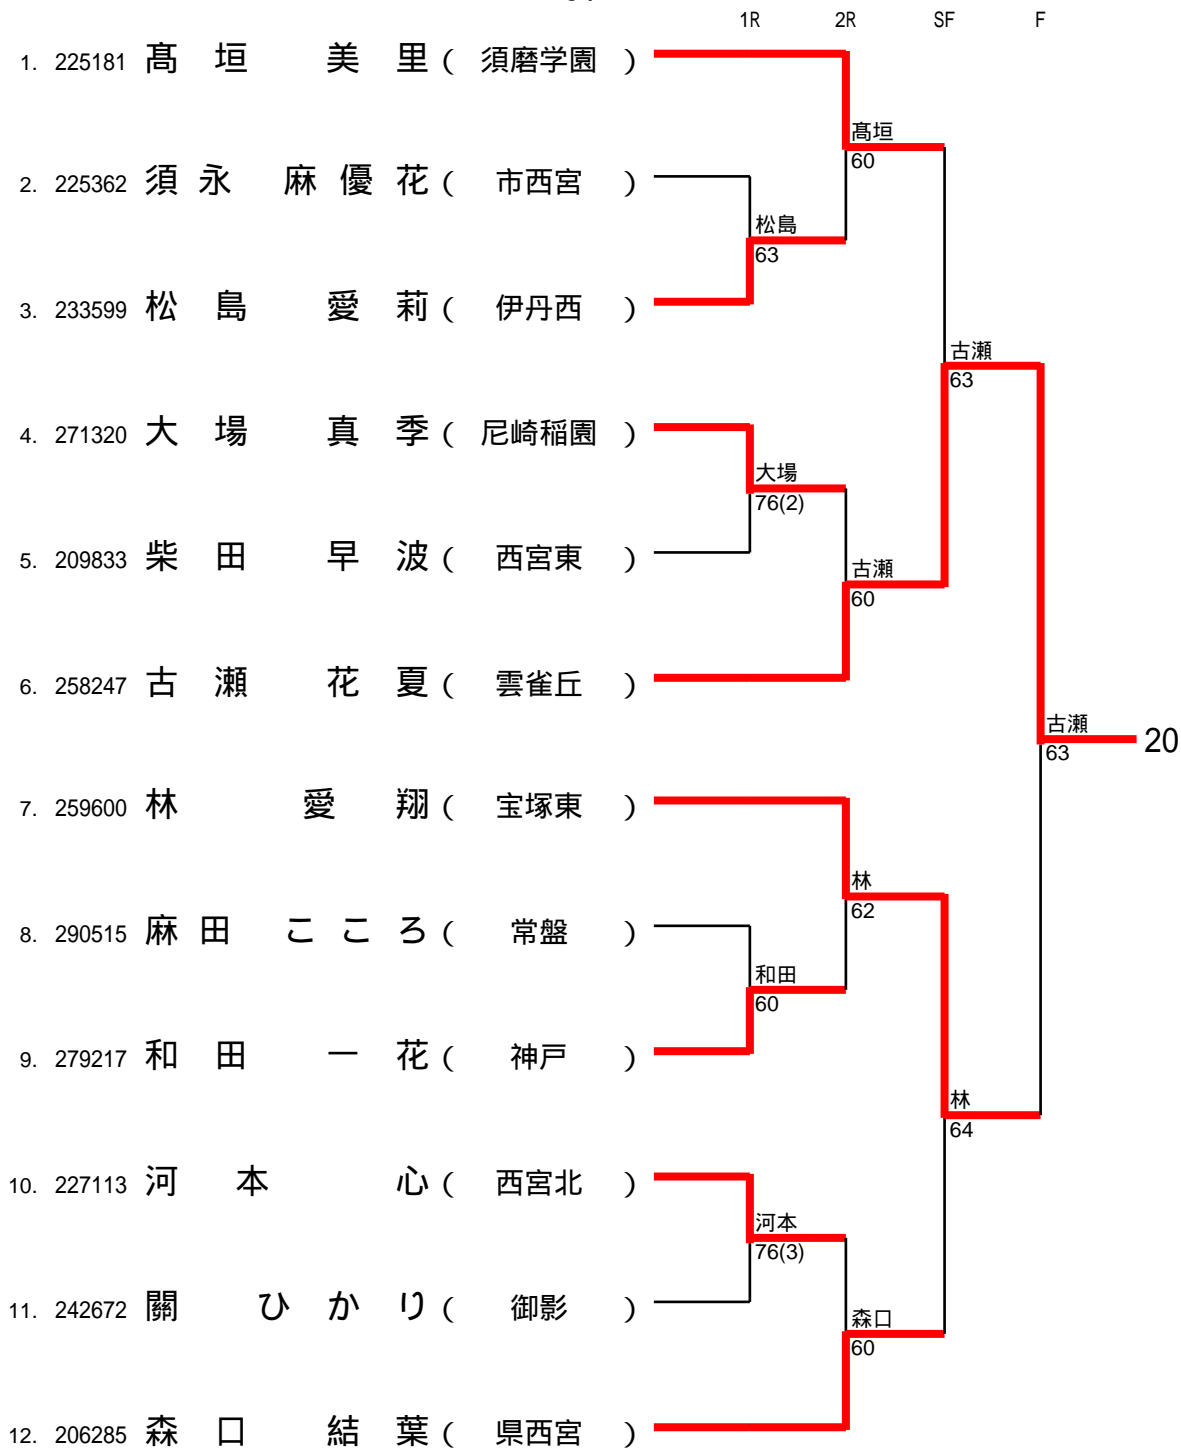 1R 2R SF F
1. 225181 髙垣 美里 ( 須磨学園 )
髙垣
60
2. 225362 須永 麻優花 ( 市西宮 )
松島
63
3. 233599 松島 愛莉 ( 伊丹西 )
古瀬
63
4. 271320 大場 真季 ( 尼崎稲園 )
大場
76(2)
5. 209833 柴田 早波 ( 西宮東 )
古瀬
60
6. 258247 古瀬 花夏 ( 雲雀丘 )
古瀬
63
20
7. 259600 林 愛翔 ( 宝塚東 )
林
62
8. 290515 麻田 こころ ( 常盤 )
和田
60
9. 279217 和田 一花 ( 神戸 )
林
64
10. 227113 河本 心 ( 西宮北 )
河本
76(3)
11. 242672 關 ひかり ( 御影 )
森口
60
12. 206285 森口 結葉 ( 県西宮 )